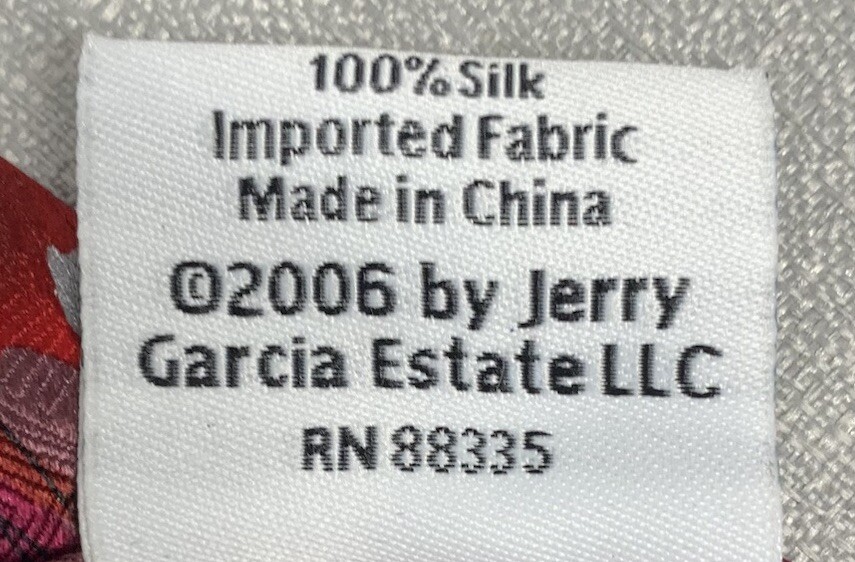 100% Silk
Imported Fabric
Made in China
©2006 by Jerry
Garcia Estate LLC
RN 88335